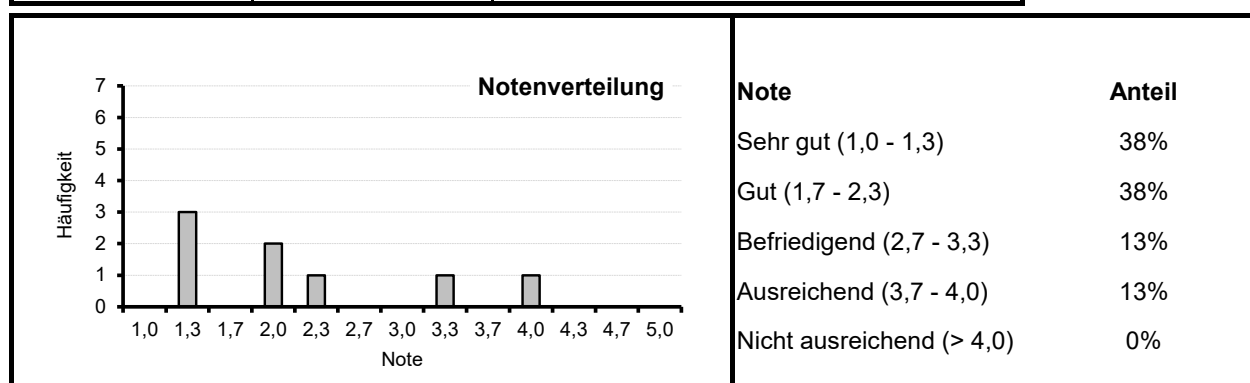 Notenverteilung
7
6
5
4
3
2
1
0
Häufigkeit
1,0 1,3 1,7 2,0 2,3 2,7 3,0 3,3 3,7 4,0 4,3 4,7 5,0
Note
Note Anteil
Sehr gut (1,0 - 1,3) 38%
Gut (1,7 - 2,3) 38%
Befriedigend (2,7 - 3,3) 13%
Ausreichend (3,7 - 4,0) 13%
Nicht ausreichend (> 4,0) 0%